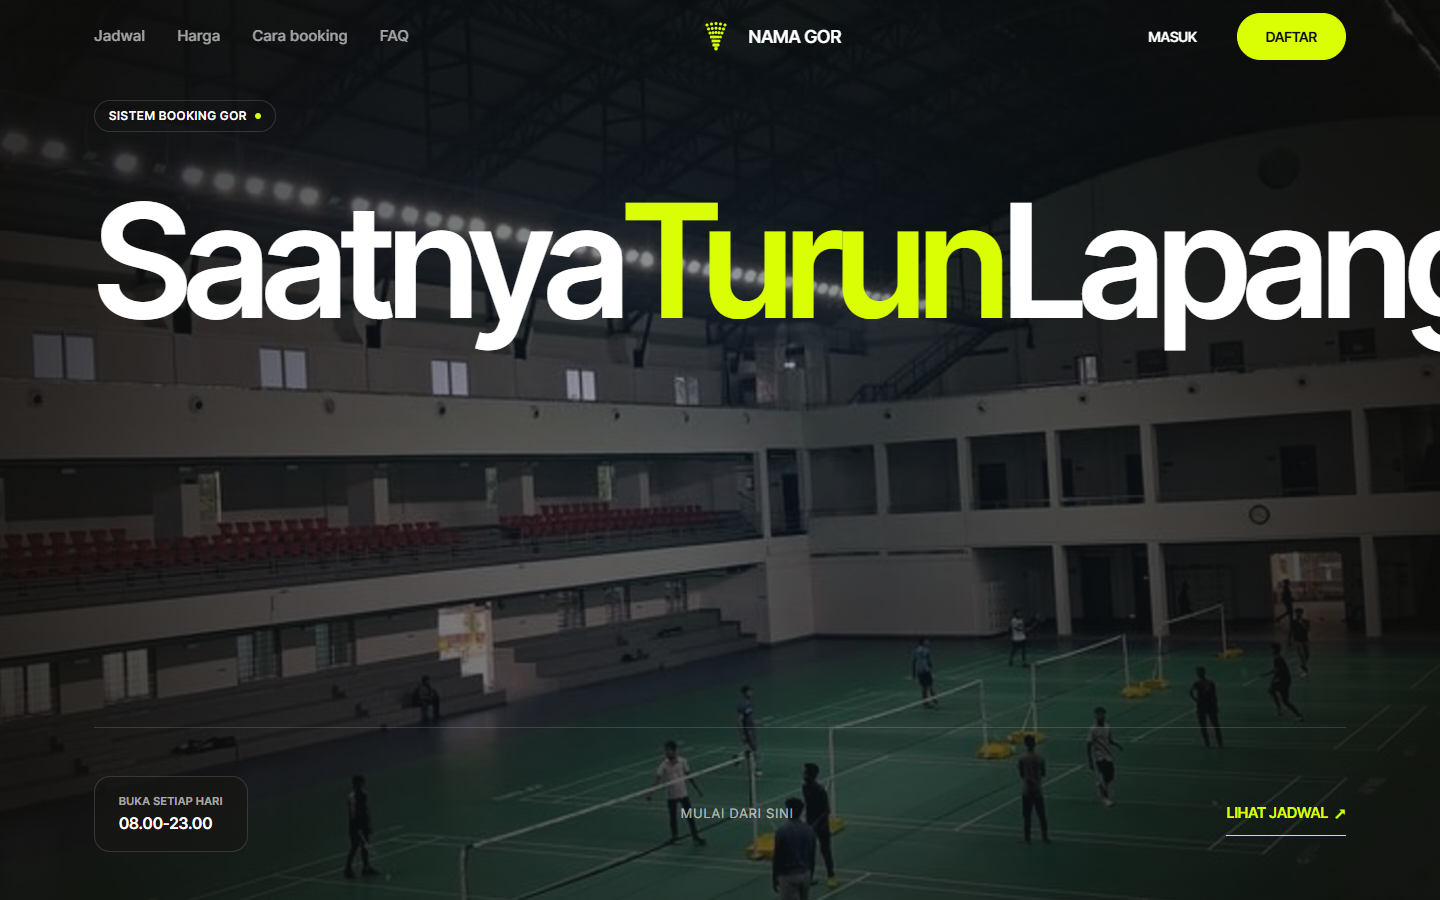 Jadwal Harga Cara booking FAQ NAMA GOR MASUK DAFTAR
SISTEM BOOKING GOR
SaatnyaTurunLapang
BUKA SETIAP HARI
08.00-23.00
MULAI DARI SINI
LIHAT JADWAL ↗